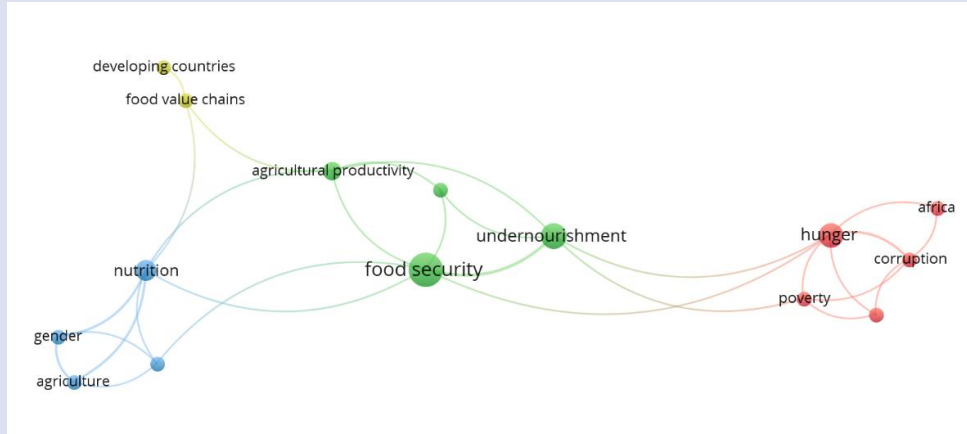 developing countries
food value chains
agricultural productivity
undernourishment
food security
nutrition
gender
agriculture
hunger
africa
corruption
poverty